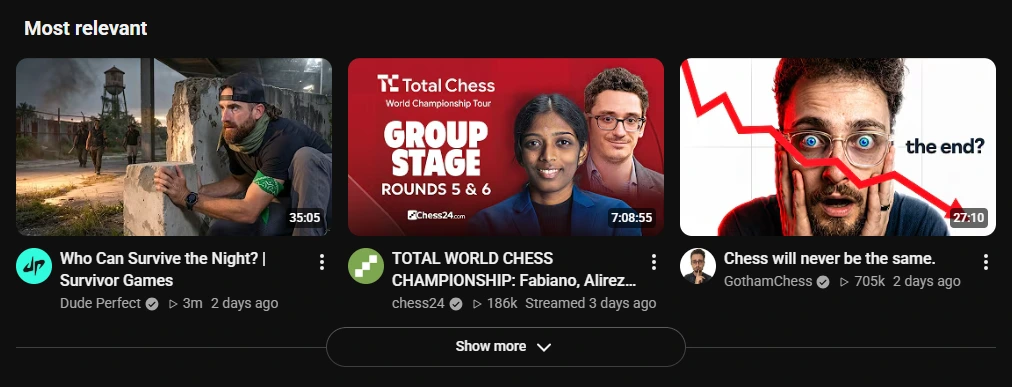 Most relevant
35:05
Total Chess
World Championship Tour
GROUP
STAGE
ROUNDS 5 & 6
Chess24.com
7:08:55
the end?
27:10
dp
Who Can Survive the Night? |
Survivor Games
Dude Perfect 3m 2 days ago
TOTAL WORLD CHESS
CHAMPIONSHIP: Fabiano, Alirez...
chess24 186k Streamed 3 days ago
Chess will never be the same.
GothamChess 705k 2 days ago
Show more